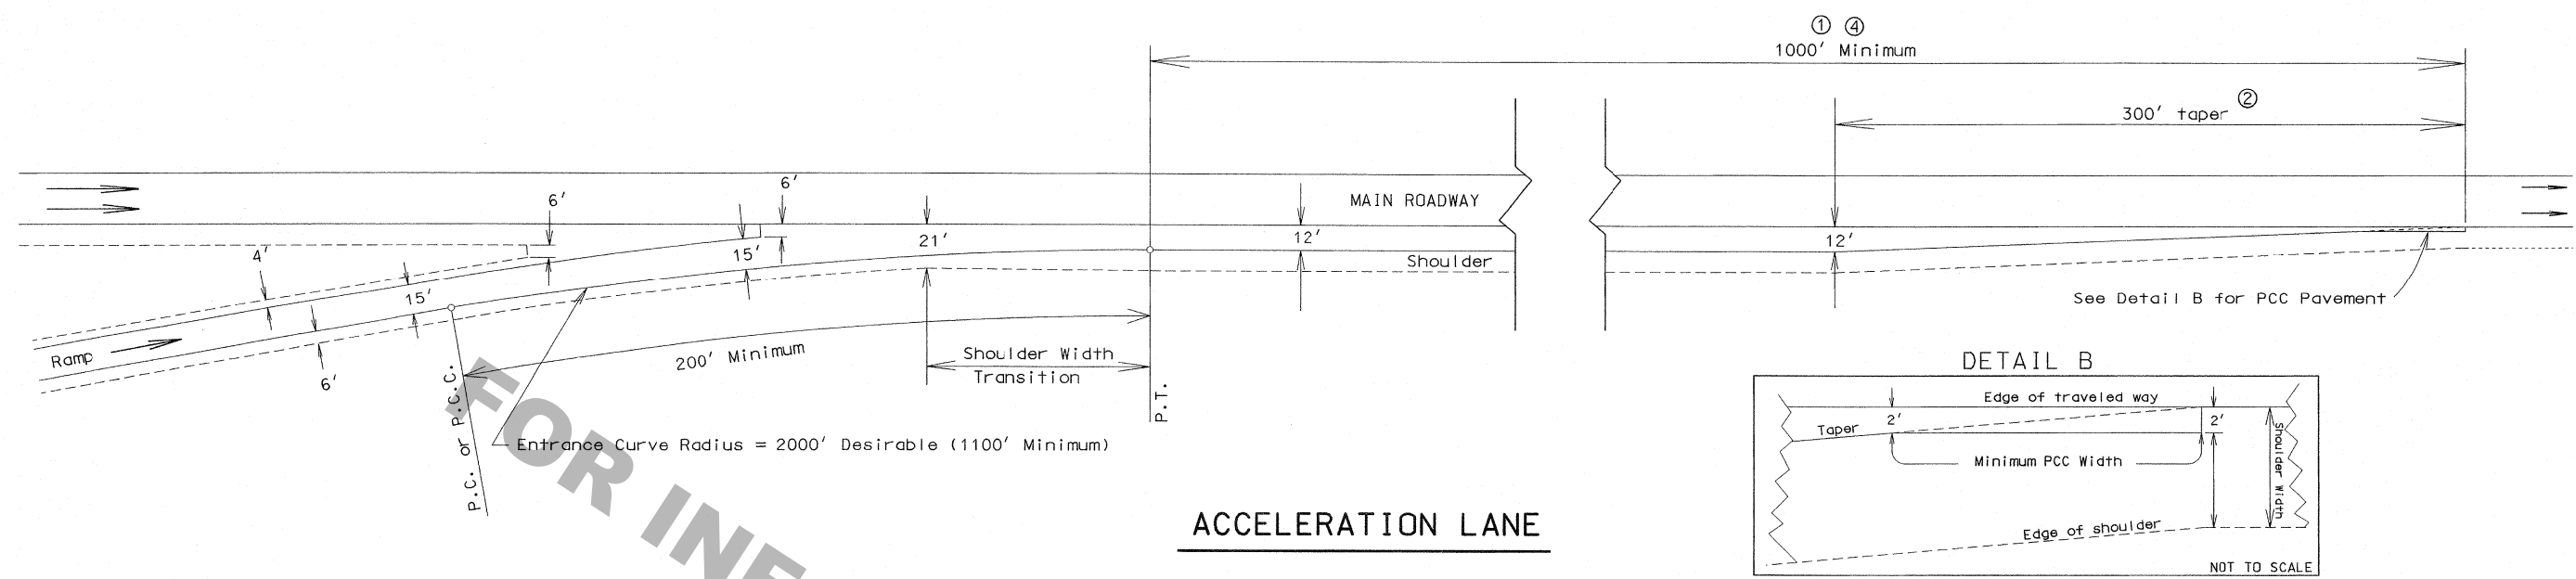 ① ④
1000' Minimum
300' taper ②
6'
6'
MAIN ROADWAY
4'
15'
21'
12'
12'
Shoulder
15'
See Detail B for PCC Pavement
Ramp
6'
200' Minimum
Shoulder Width
Transition
P.C. or P.C.C.
P.T.
Entrance Curve Radius = 2000' Desirable (1100' Minimum)
FOR INF
ACCELERATION LANE
DETAIL B
Edge of traveled way
2'
2'
Taper
Minimum PCC Width
Shoulder Width
Edge of shoulder
NOT TO SCALE